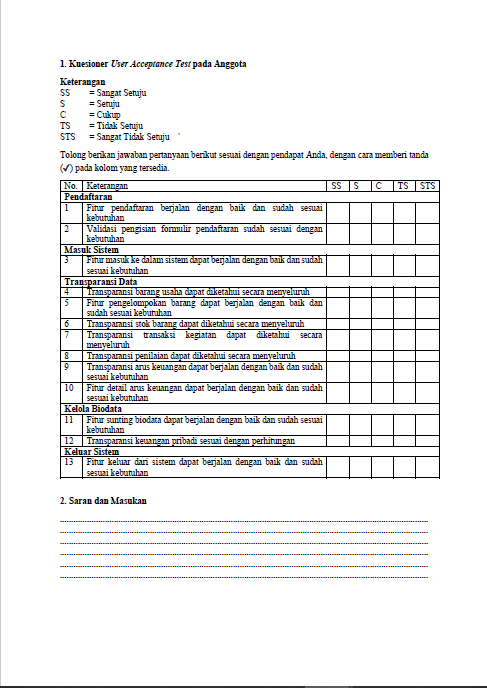 1. Kuesioner User Acceptance Test pada Anggota
Keterangan
SS = Sangat Setuju
S = Setuju
C = Cukup
TS = Tidak Setuju
STS = Sangat Tidak Setuju
Tolong berikan jawaban pertanyaan berikut sesuai dengan pendapat Anda, dengan cara memberi tanda
(✓) pada kolom yang tersedia.
No. Keterangan SS S C TS STS
Pendaftaran
1 Fitur pendaftaran berjalan dengan baik dan sudah sesuai
kebutuhan
2 Validasi pengisian formulir pendaftaran sudah sesuai dengan
kebutuhan
Masuk Sistem
3 Fitur masuk ke dalam sistem dapat berjalan dengan baik dan sudah
sesuai kebutuhan
Transparansi Data
4 Transparansi barang usaha dapat diketahui secara menyeluruh
5 Fitur pengelompokan barang dapat berjalan dengan baik dan
sudah sesuai kebutuhan
6 Transparansi stok barang dapat diketahui secara menyeluruh
7 Transparansi transaksi kegiatan dapat diketahui secara
menyeluruh
8 Transparansi penilaian dapat diketahui secara menyeluruh
9 Transparansi arus keuangan dapat berjalan dengan baik dan sudah
sesuai kebutuhan
10 Fitur detail arus keuangan dapat berjalan dengan baik dan sudah
sesuai kebutuhan
Kelola Biodata
11 Fitur sunting biodata dapat berjalan dengan baik dan sudah sesuai
kebutuhan
12 Transparansi keuangan pribadi sesuai dengan perhitungan
Keluar Sistem
13 Fitur keluar dari sistem dapat berjalan dengan baik dan sudah
sesuai kebutuhan
2. Saran dan Masukan